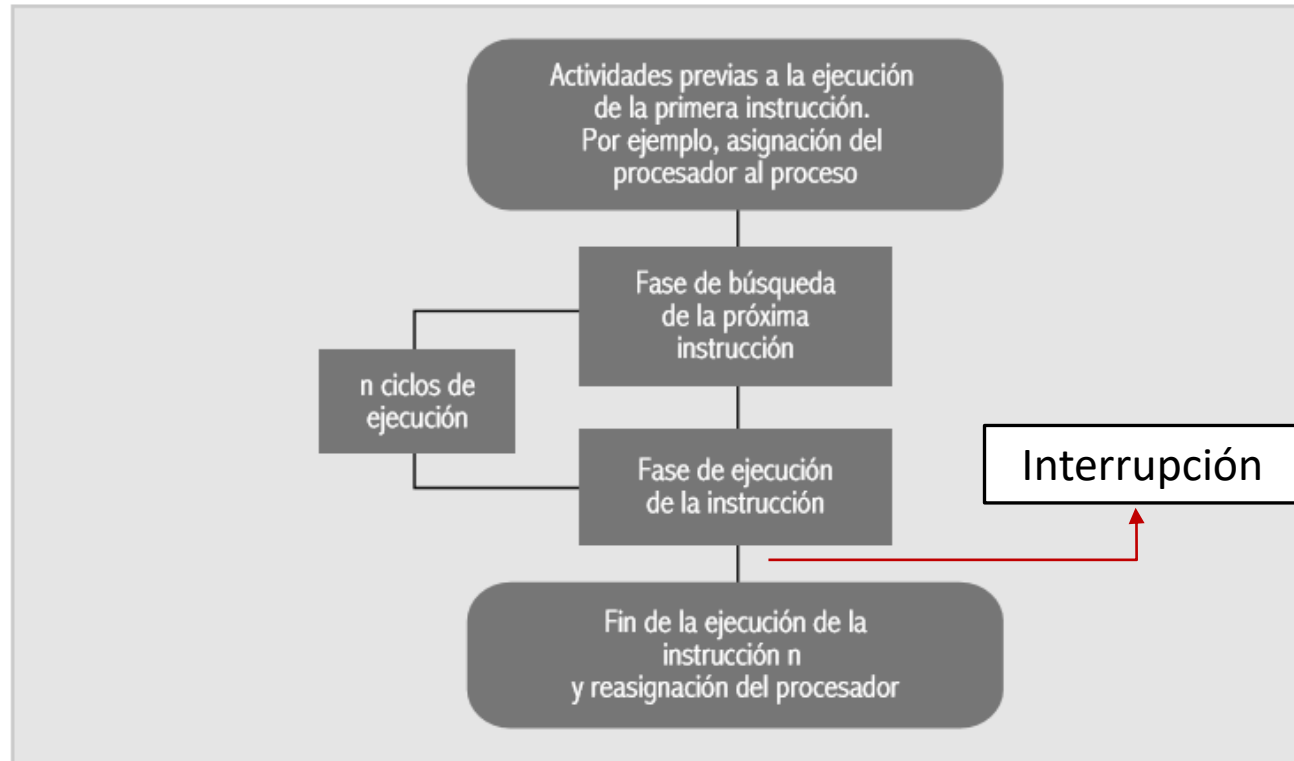 Actividades previas a la ejecución
de la primera instrucción.
Por ejemplo, asignación del
procesador al proceso
Fase de búsqueda
de la próxima
instrucción
n ciclos de
ejecución
Fase de ejecución
de la instrucción
Interrupción
Fin de la ejecución de la
instrucción n
y reasignación del procesador